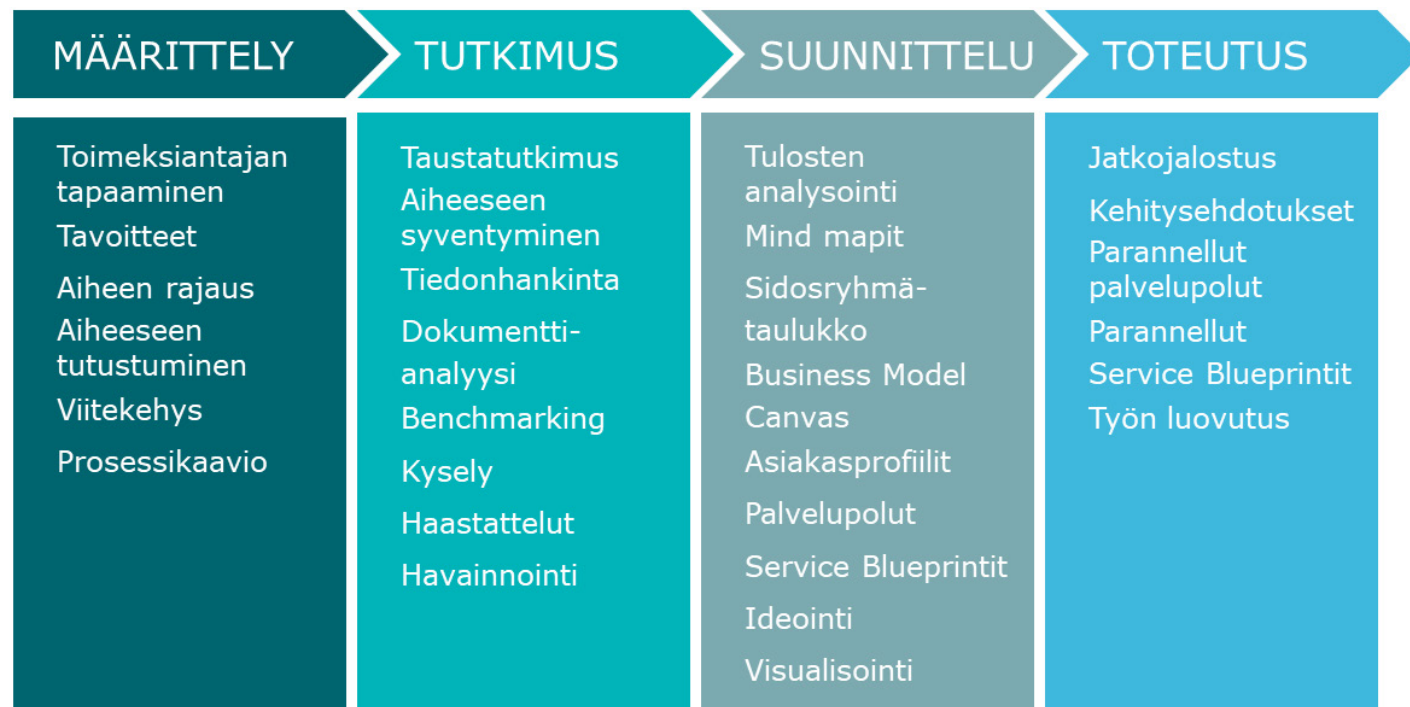 MÄÄRITTELY
Toimeksiantajan
tapaaminen
Tavoitteet
Aiheen rajaus
Aiheeseen
tutustuminen
Viitekehys
Prosessikaavio
TUTKIMUS
Taustatutkimus
Aiheeseen
syventyminen
Tiedonhankinta
Dokumentti-
analyysi
Benchmarking
Kysely
Haastattelut
Havainnointi
SUUNNITTELU
Tulosten
analysointi
Mind mapit
Sidosryhmä-
taulukko
Business Model
Canvas
Asiakasprofiilit
Palvelupolut
Service Blueprintit
Ideointi
Visualisointi
TOTEUTUS
Jatkojalostus
Kehitysehdotukset
Parannellut
palvelupolut
Parannellut
Service Blueprintit
Työn luovutus